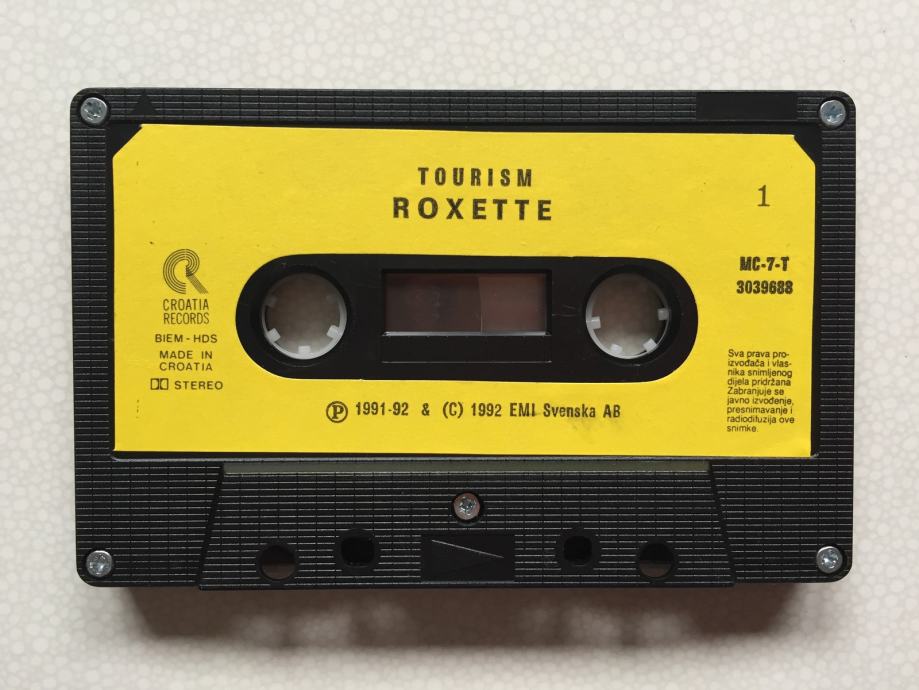 TOURISM
ROXETTE
1
CROATIA
RECORDS
BIEM - HDS
MADE IN
CROATIA
STEREO
MC-7-T
3039688
Sva prava pro-
izvođača i vlas-
nika snimljenog
dijela pridržana
Zabranjuje se
javno izvođenje,
presnimavanje i
radiodifuzija ove
snimke.
Ⓟ 1991-92 & (C) 1992 EMI Svenska AB